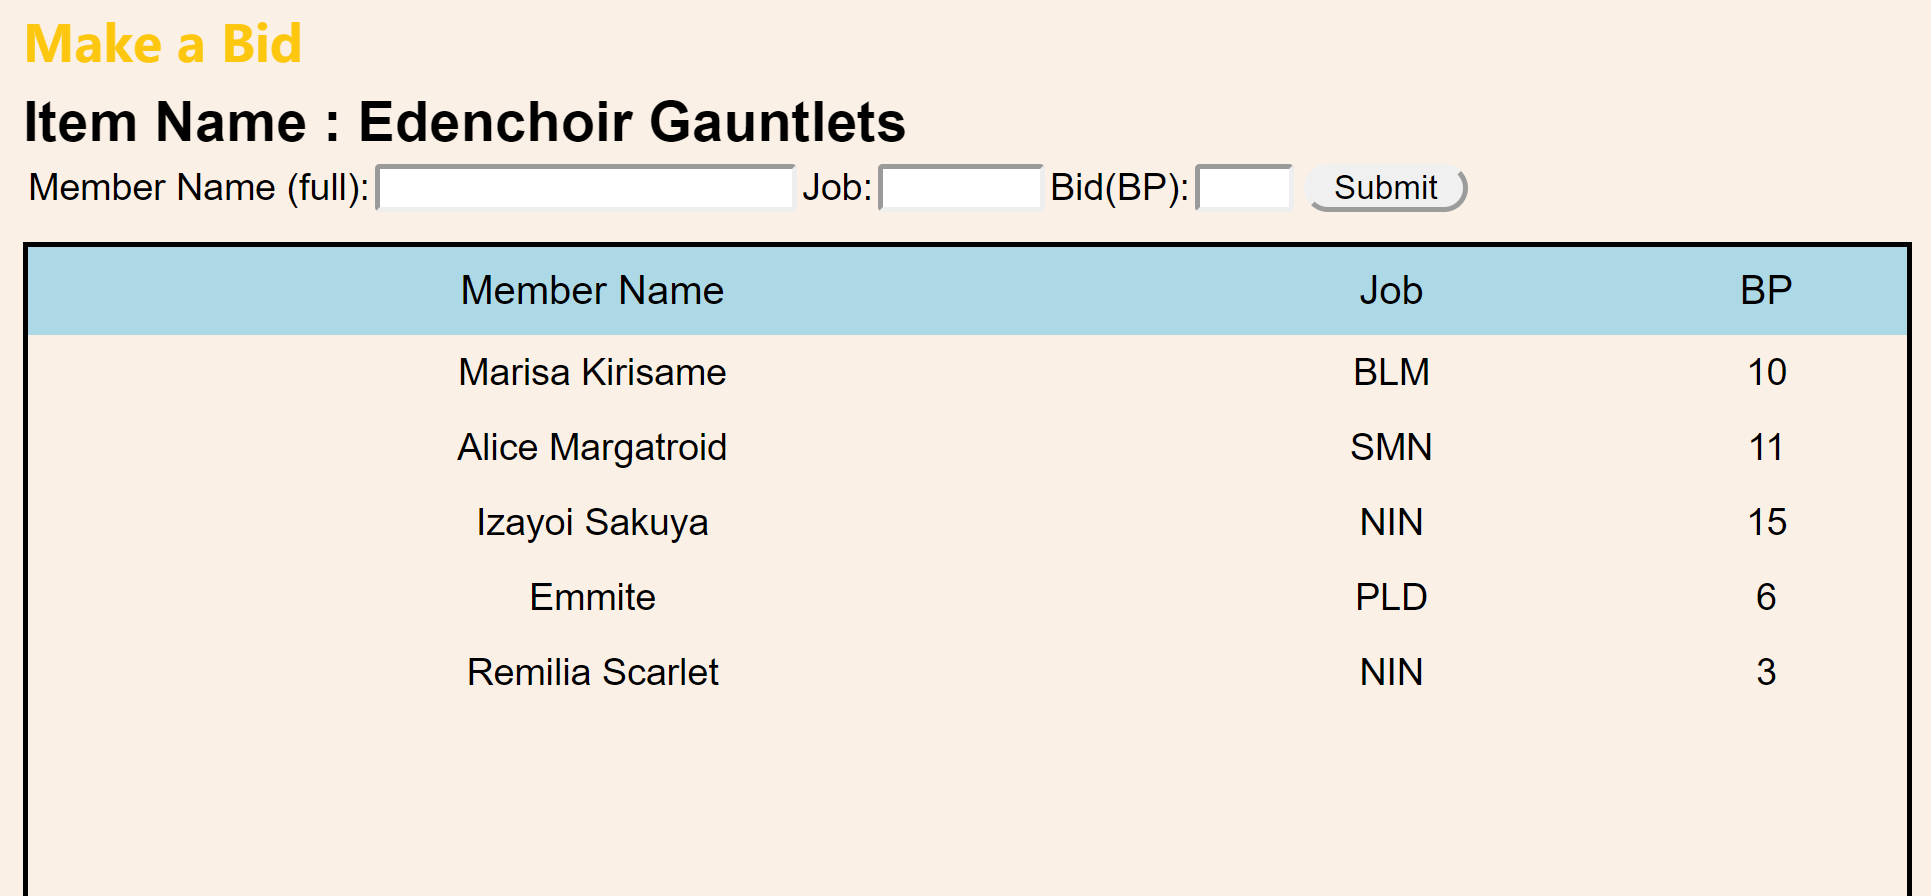 Make a Bid
Item Name : Edenchoir Gauntlets
Member Name (full): Job: Bid(BP): Submit
Member Name Job BP
Marisa Kirisame BLM 10
Alice Margatroid SMN 11
Izayoi Sakuya NIN 15
Emmite PLD 6
Remilia Scarlet NIN 3